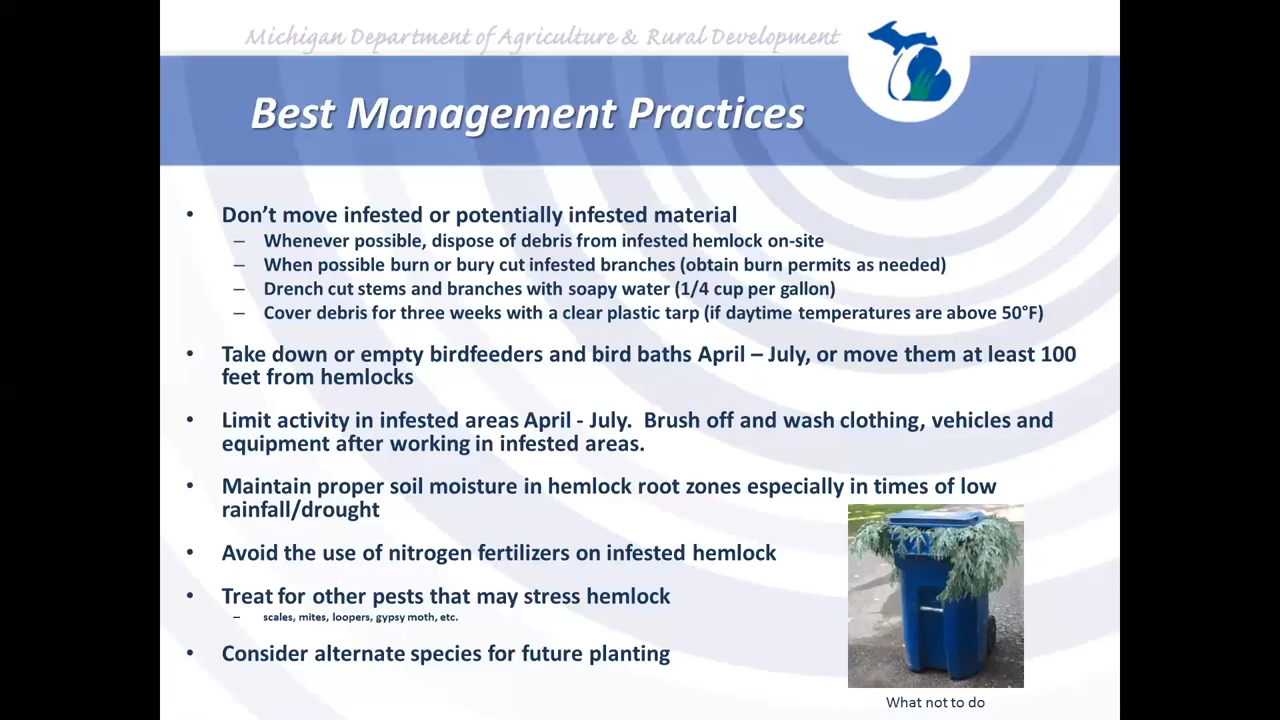 Michigan Department of Agriculture & Rural Development
Best Management Practices
• Don't move infested or potentially infested material
– Whenever possible, dispose of debris from infested hemlock on-site
– When possible burn or bury cut infested branches (obtain burn permits as needed)
– Drench cut stems and branches with soapy water (1/4 cup per gallon)
– Cover debris for three weeks with a clear plastic tarp (if daytime temperatures are above 50°F)
• Take down or empty birdfeeders and bird baths April – July, or move them at least 100
feet from hemlocks
• Limit activity in infested areas April - July.  Brush off and wash clothing, vehicles and
equipment after working in infested areas.
• Maintain proper soil moisture in hemlock root zones especially in times of low
rainfall/drought
• Avoid the use of nitrogen fertilizers on infested hemlock
• Treat for other pests that may stress hemlock
– scales, mites, loopers, gypsy moth, etc.
• Consider alternate species for future planting
What not to do